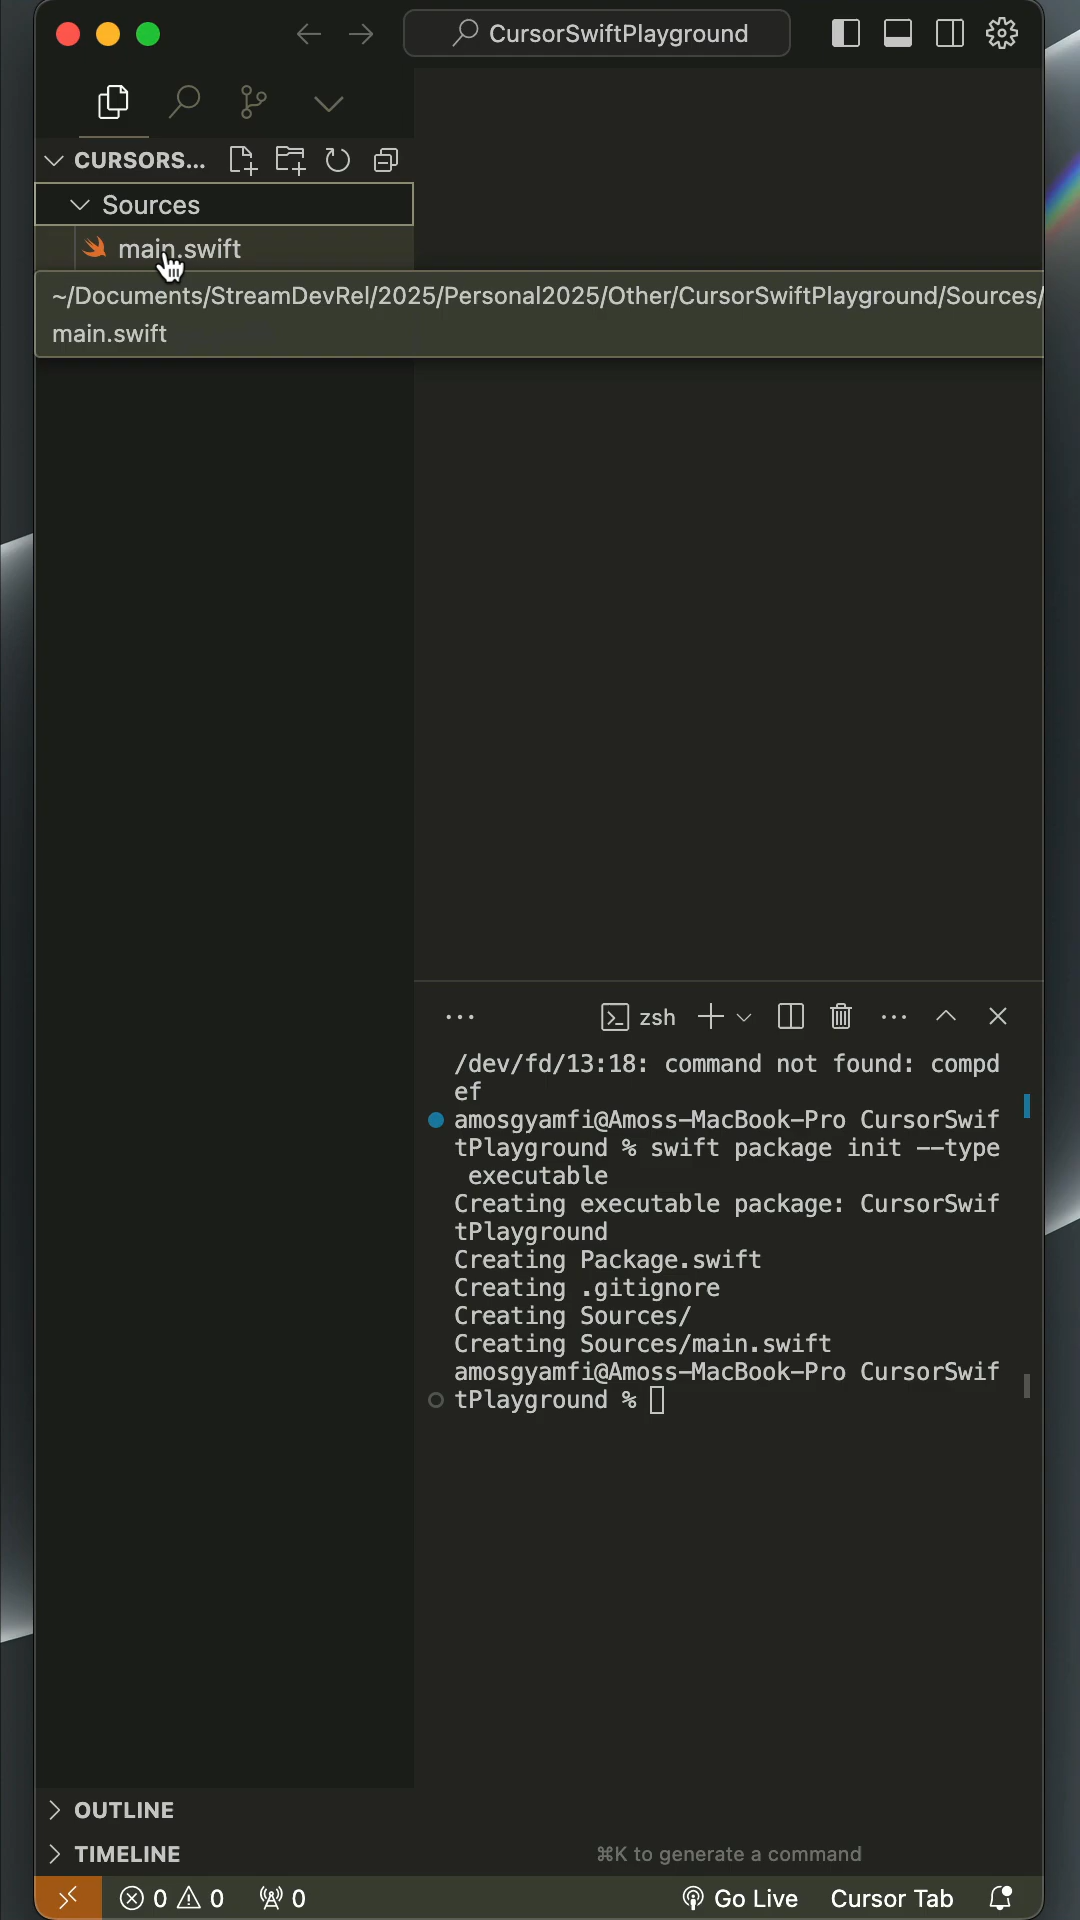 CursorSwiftPlayground
CURSORS...
Sources
main.swift
~/Documents/StreamDevRel/2025/Personal2025/Other/CursorSwiftPlayground/Sources/
main.swift
zsh
/dev/fd/13:18: command not found: compd
ef
amosgyamfi@Amoss-MacBook-Pro CursorSwif
tPlayground % swift package init --type
executable
Creating executable package: CursorSwif
tPlayground
Creating Package.swift
Creating .gitignore
Creating Sources/
Creating Sources/main.swift
amosgyamfi@Amoss-MacBook-Pro CursorSwif
tPlayground %
OUTLINE
TIMELINE
⌘K to generate a command
0 0 0 Go Live Cursor Tab